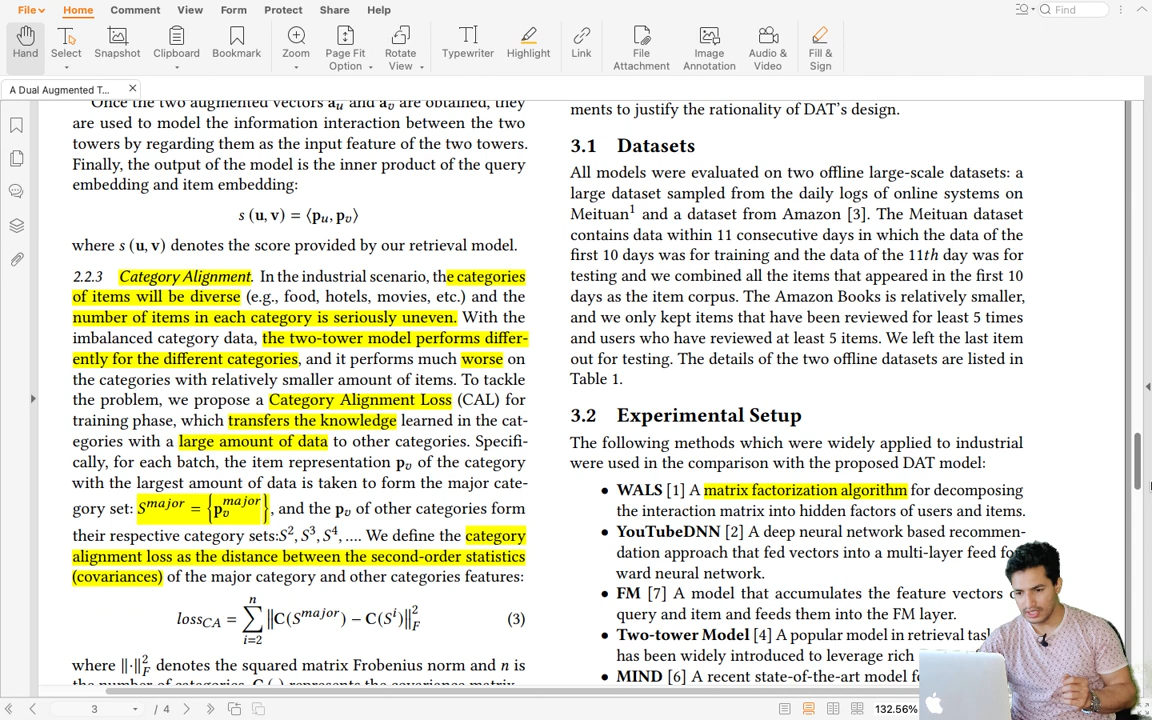 File Home Comment View Form Protect Share Help Find
Hand Select Snapshot Clipboard Bookmark Zoom Page Fit Option Rotate View Typewriter Highlight Link File Attachment Image Annotation Audio & Video Fill & Sign
A Dual Augmented T...
Once the two augmented vectors a_u and a_v are obtained, they
are used to model the information interaction between the two
towers by regarding them as the input feature of the two towers.
Finally, the output of the model is the inner product of the query
embedding and item embedding:
s (u, v) = ⟨p_u, p_v⟩
where s (u, v) denotes the score provided by our retrieval model.
2.2.3 Category Alignment. In the industrial scenario, the categories
of items will be diverse (e.g., food, hotels, movies, etc.) and the
number of items in each category is seriously uneven. With the
imbalanced category data, the two-tower model performs differ-
ently for the different categories, and it performs much worse on
the categories with relatively smaller amount of items. To tackle
the problem, we propose a Category Alignment Loss (CAL) for
training phase, which transfers the knowledge learned in the cat-
egories with a large amount of data to other categories. Specifi-
cally, for each batch, the item representation p_v of the category
with the largest amount of data is taken to form the major cate-
gory set: S^major = {p_v^major}, and the p_v of other categories form
their respective category sets:S², S³, S⁴, .... We define the category
alignment loss as the distance between the second-order statistics
(covariances) of the major category and other categories features:
loss_CA = ∑_{i=2}^{n} ‖C(S^major) − C(S^i)‖²_F (3)
where ‖·‖²_F denotes the squared matrix Frobenius norm and n is
ments to justify the rationality of DAT's design.
3.1 Datasets
All models were evaluated on two offline large-scale datasets: a
large dataset sampled from the daily logs of online systems on
Meituan¹ and a dataset from Amazon [3]. The Meituan dataset
contains data within 11 consecutive days in which the data of the
first 10 days was for training and the data of the 11th day was for
testing and we combined all the items that appeared in the first 10
days as the item corpus. The Amazon Books is relatively smaller,
and we only kept items that have been reviewed for least 5 times
and users who have reviewed at least 5 items. We left the last item
out for testing. The details of the two offline datasets are listed in
Table 1.
3.2 Experimental Setup
The following methods which were widely applied to industrial
were used in the comparison with the proposed DAT model:
• WALS [1] A matrix factorization algorithm for decomposing
the interaction matrix into hidden factors of users and items.
• YouTubeDNN [2] A deep neural network based recommen-
dation approach that fed vectors into a multi-layer feed for
ward neural network.
• FM [7] A model that accumulates the feature vectors
query and item and feeds them into the FM layer.
• Two-tower Model [4] A popular model in retrieval
has been widely introduced to leverage rich
• MIND [6] A recent state-of-the-art model
3 / 4 132.56%